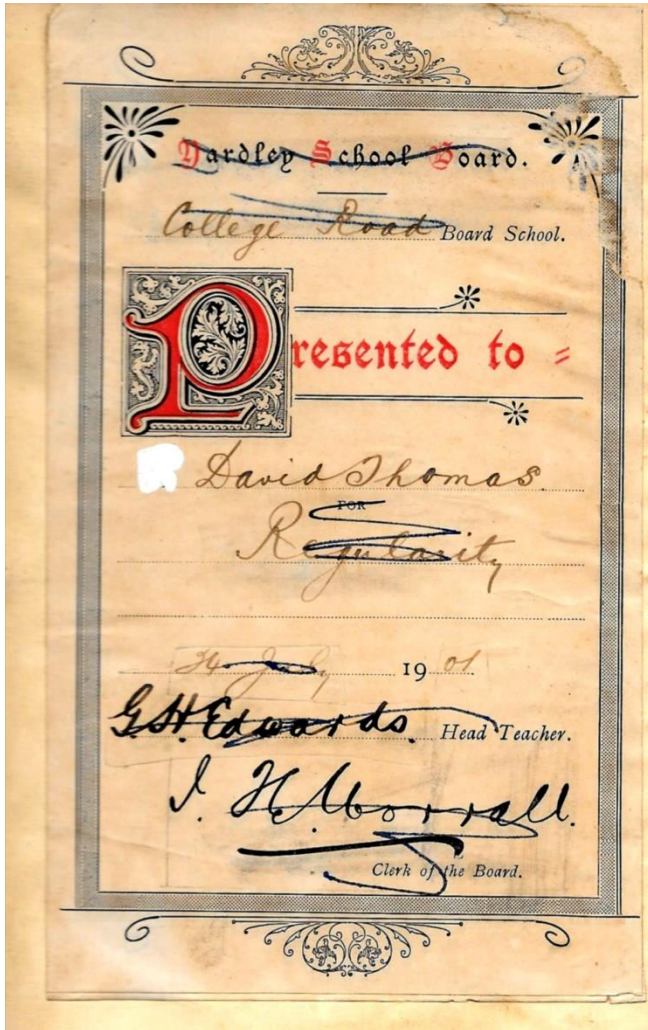 Yardley School Board.
College Road Board School.
Presented to =
David Thomas.
FOR
Regularity
July 1901
G. H. Edwards. Head Teacher.
J. H. Morrall.
Clerk of the Board.